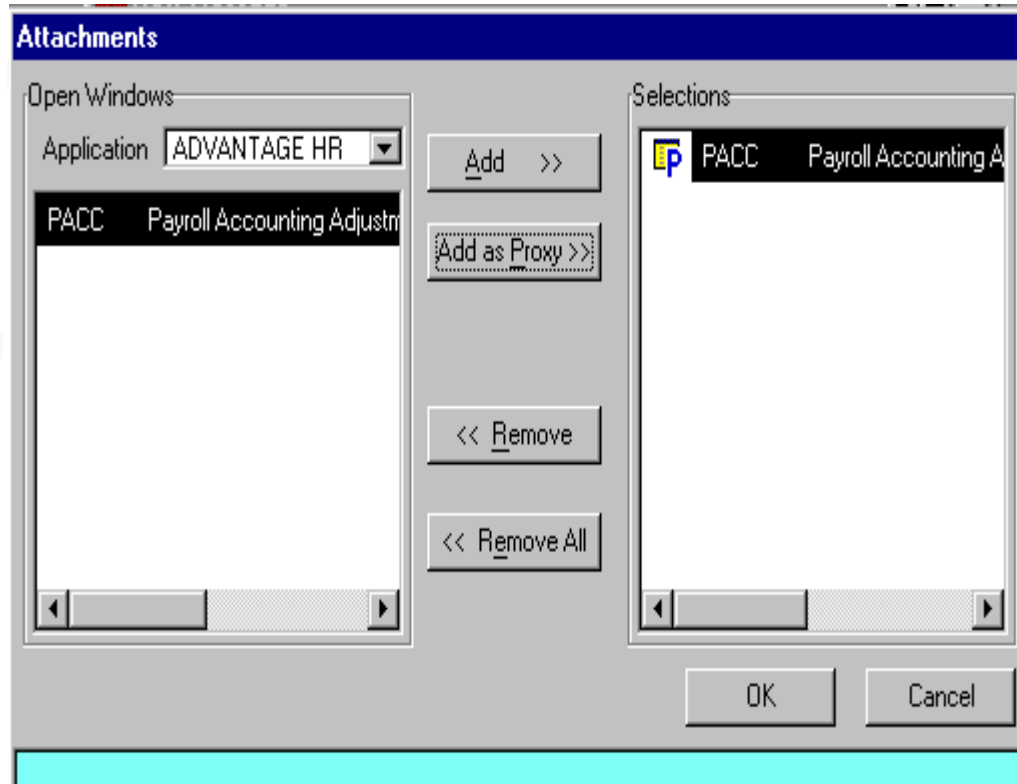 Attachments
Open Windows
Application ADVANTAGE HR
PACC Payroll Accounting Adjustm
Add >>
Add as Proxy >>
<< Remove
<< Remove All
Selections
PACC Payroll Accounting A
OK Cancel